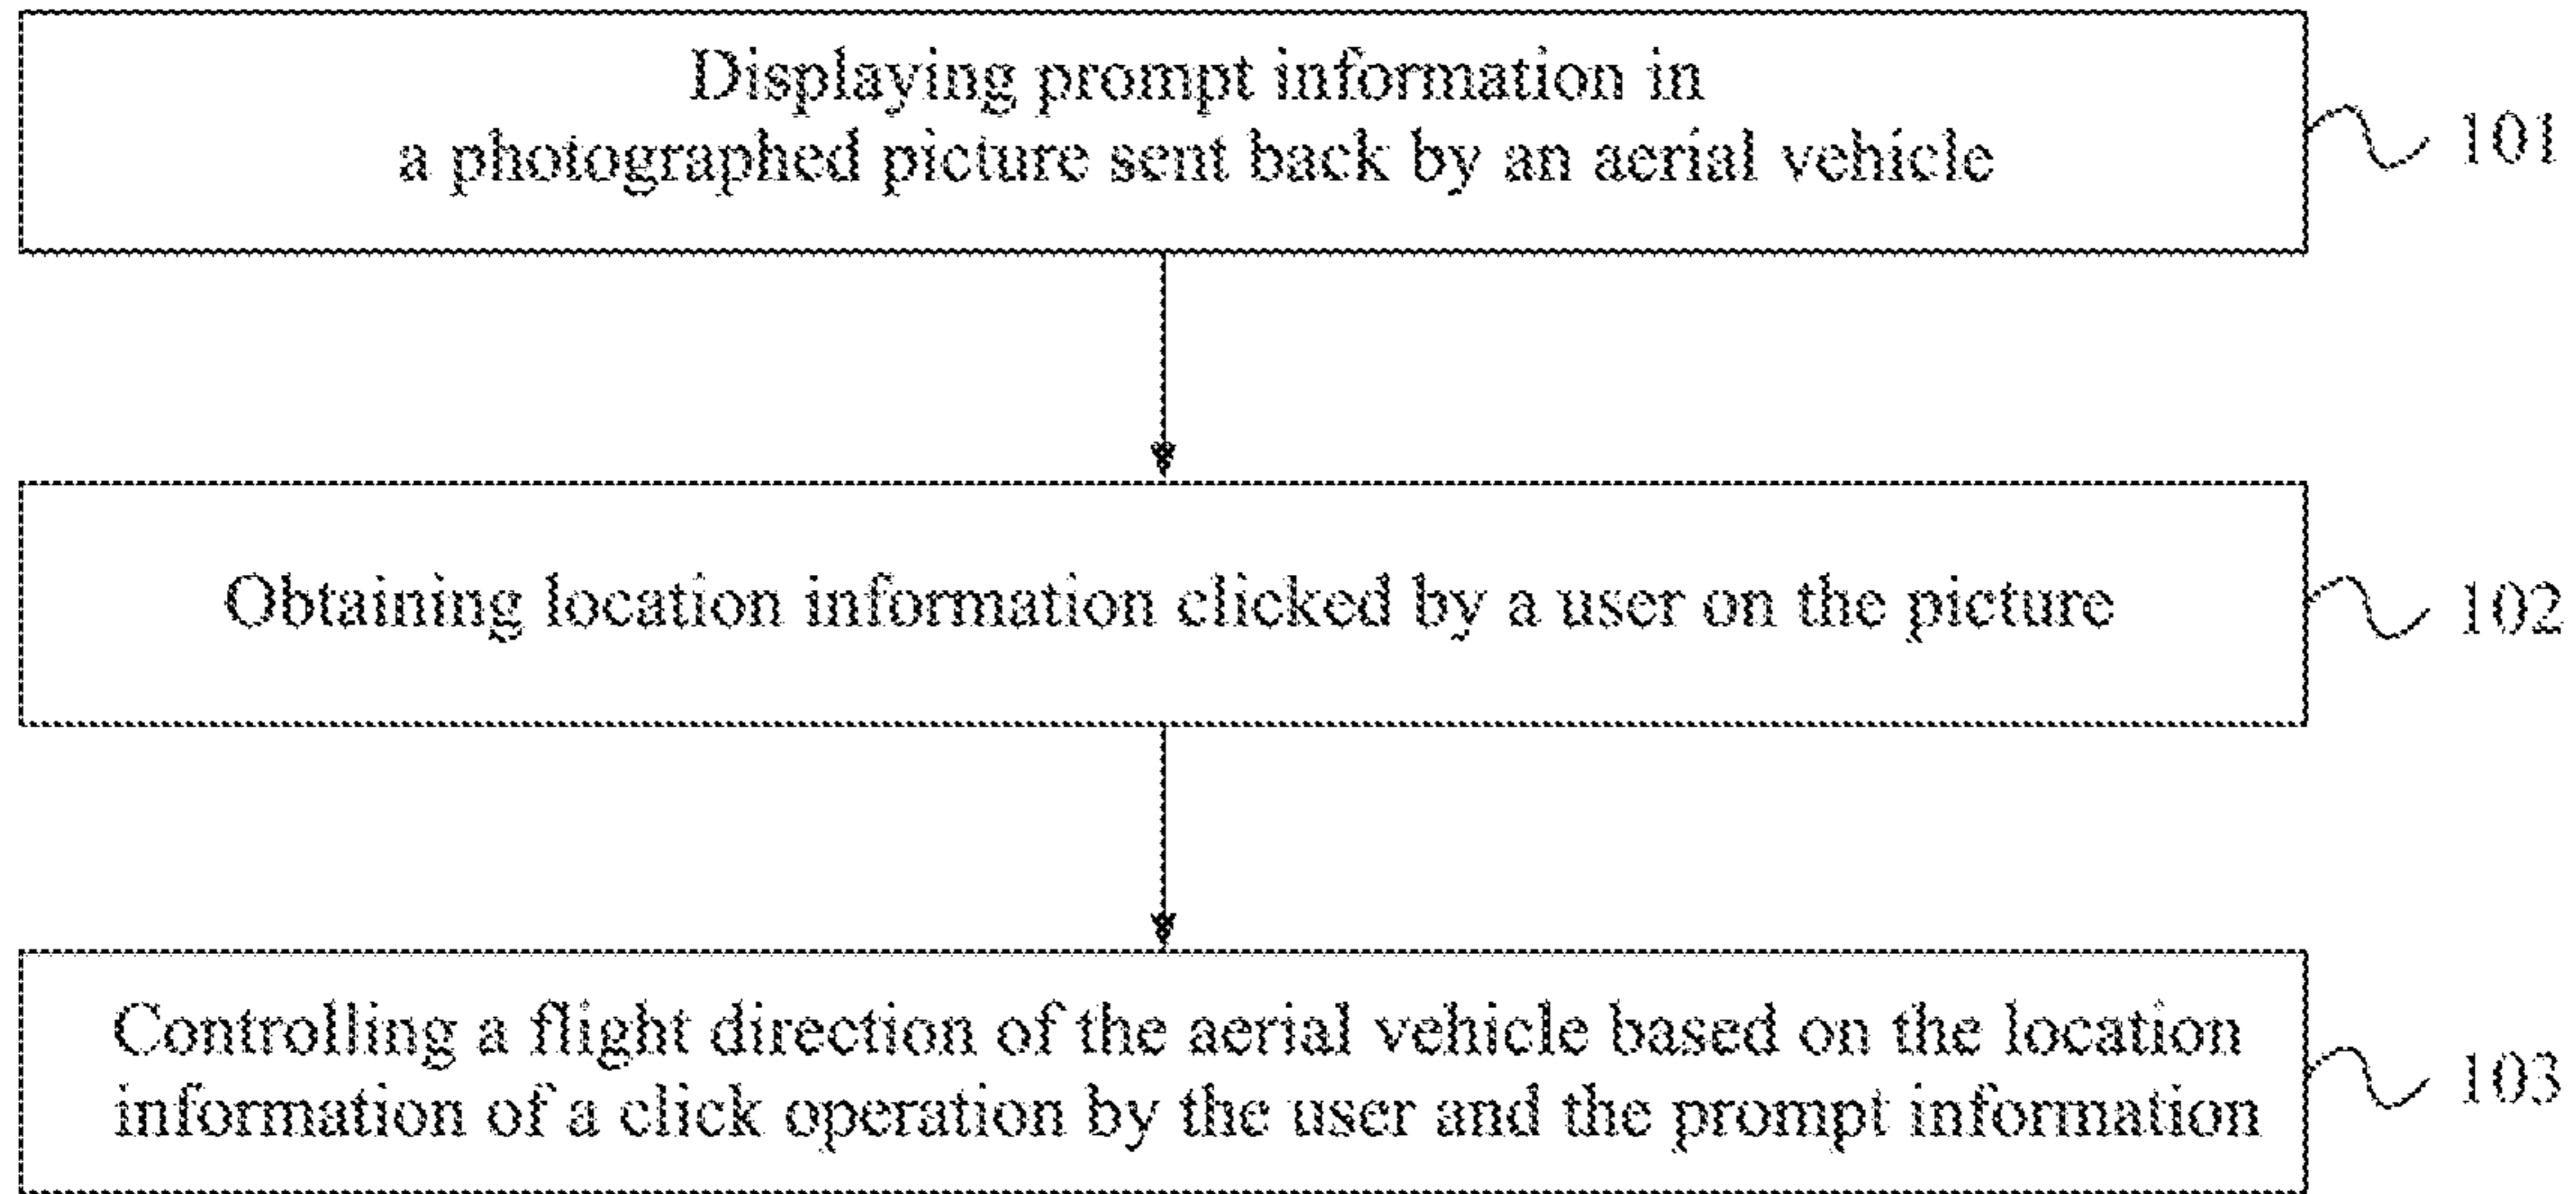 Displaying prompt information in
a photographed picture sent back by an aerial vehicle
101
Obtaining location information clicked by a user on the picture
102
Controlling a flight direction of the aerial vehicle based on the location
information of a click operation by the user and the prompt information
103